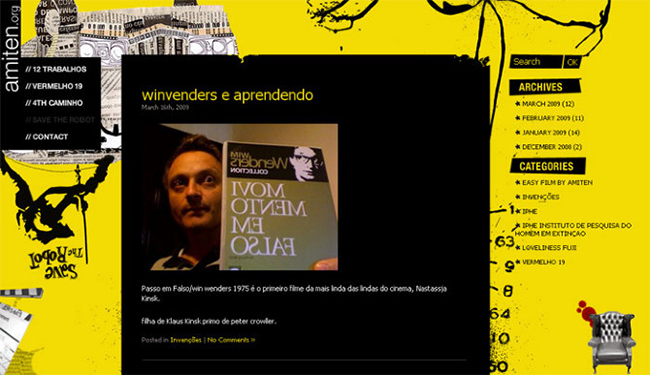 amiten.org
// 12 TRABALHOS
// VERMELHO 19
// 4TH CAMINHO
// SAVE THE ROBOT
// CONTACT
SAVE
THE ROBOT
winvenders e aprendendo
March 16th, 2009
WIM
Wenders
COLLECTION
MOVI
MENTO
EM
FALSO
Passo em Falso/win wenders 1975 é o primeiro filme da mais linda das lindas do cinema, Nastassja
Kinsk.
filha de Klaus Kinsk primo de peter crowller.
Posted in Invenções | No Comments »
Search OK
ARCHIVES
MARCH 2009 (12)
FEBRUARY 2009 (11)
JANUARY 2009 (14)
DECEMBER 2008 (2)
CATEGORIES
EASY FILM BY AMITEN
INVENÇÕES
IPHE
IPHE INSTITUTO DE PESQUISA DO
HOMEM EM EXTINÇAO
LOVELINESS FUJI
VERMELHO 19
63
64